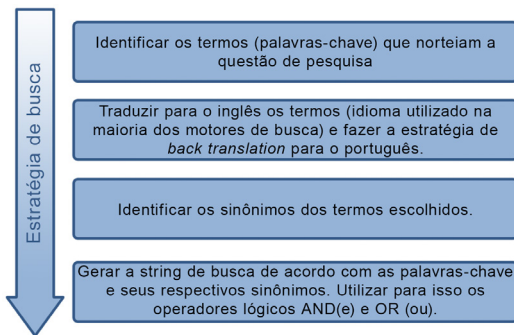 Estratégia de busca
Identificar os termos (palavras-chave) que norteiam a
questão de pesquisa
Traduzir para o inglês os termos (idioma utilizado na
maioria dos motores de busca) e fazer a estratégia de
back translation para o português.
Identificar os sinônimos dos termos escolhidos.
Gerar a string de busca de acordo com as palavras-chave
e seus respectivos sinônimos. Utilizar para isso os
operadores lógicos AND(e) e OR (ou).